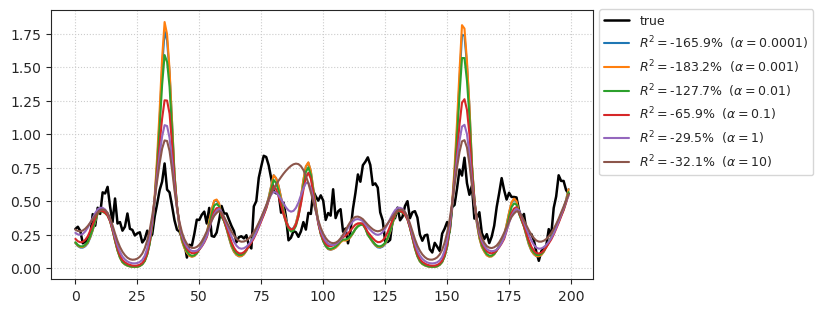 1.75
1.50
1.25
1.00
0.75
0.50
0.25
0.00
0 25 50 75 100 125 150 175 200
true
R² = -165.9% (α = 0.0001)
R² = -183.2% (α = 0.001)
R² = -127.7% (α = 0.01)
R² = -65.9% (α = 0.1)
R² = -29.5% (α = 1)
R² = -32.1% (α = 10)